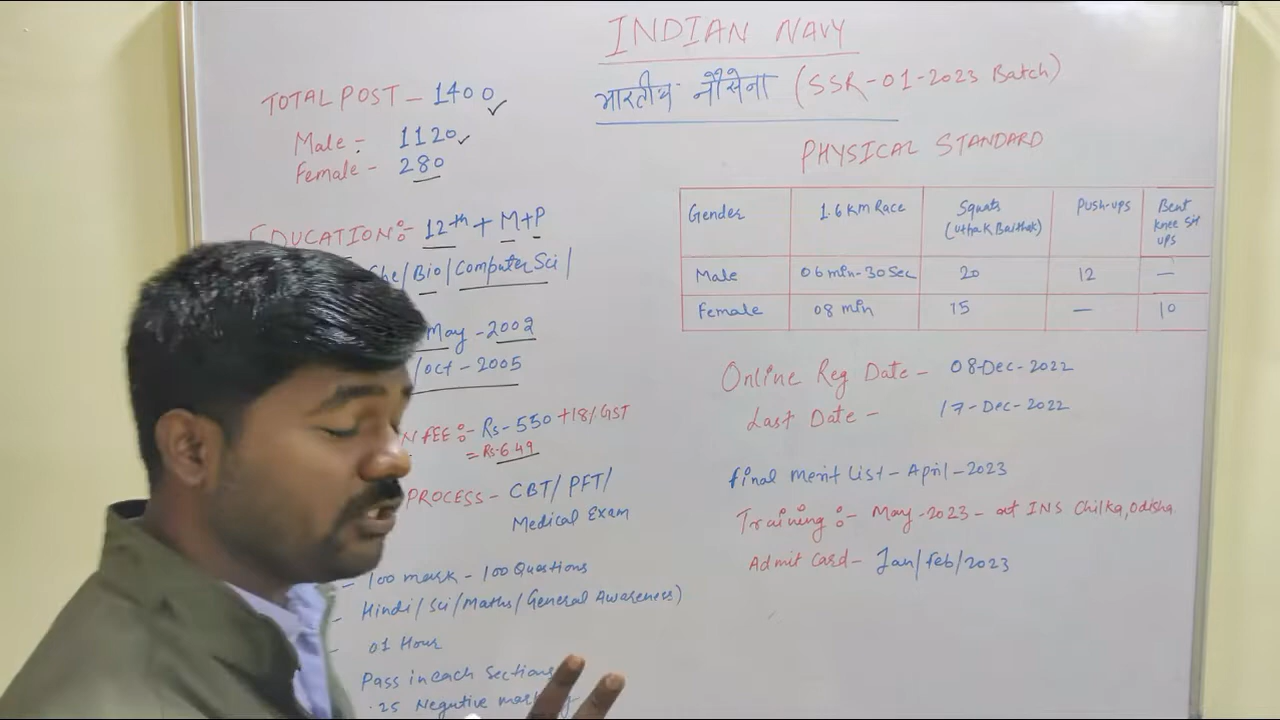 INDIAN NAVY
भारतीय नौसेना (SSR-01-2023 Batch)
TOTAL POST - 1400
Male - 1120
Female - 280
EDUCATION:- 12th + M+P
Che/Bio/Computer Sci/
May - 2002
/oct - 2005
FEE :- Rs-550 +18/.GST
= Rs.649
PROCESS - CBT/PFT/
Medical Exam
- 100 mark - 100 Questions
- Hindi/Sci/Maths/General Awareness)
- 01 Hour
Pass in each Sections
.25 Negutive
PHYSICAL STANDARD
Gender 1.6 Km Race Squats (Uthak Baithak) Push-ups Bent knee Sit ups
Male 06 min-30 Sec 20 12 -
Female 08 min 15 - 10
Online Reg Date - 08-Dec-2022
Last Date - 17-Dec-2022
final merit List - April-2023
Training :- May-2023 - at INS Chilka,Odisha
Admit Card - Jan/feb/2023